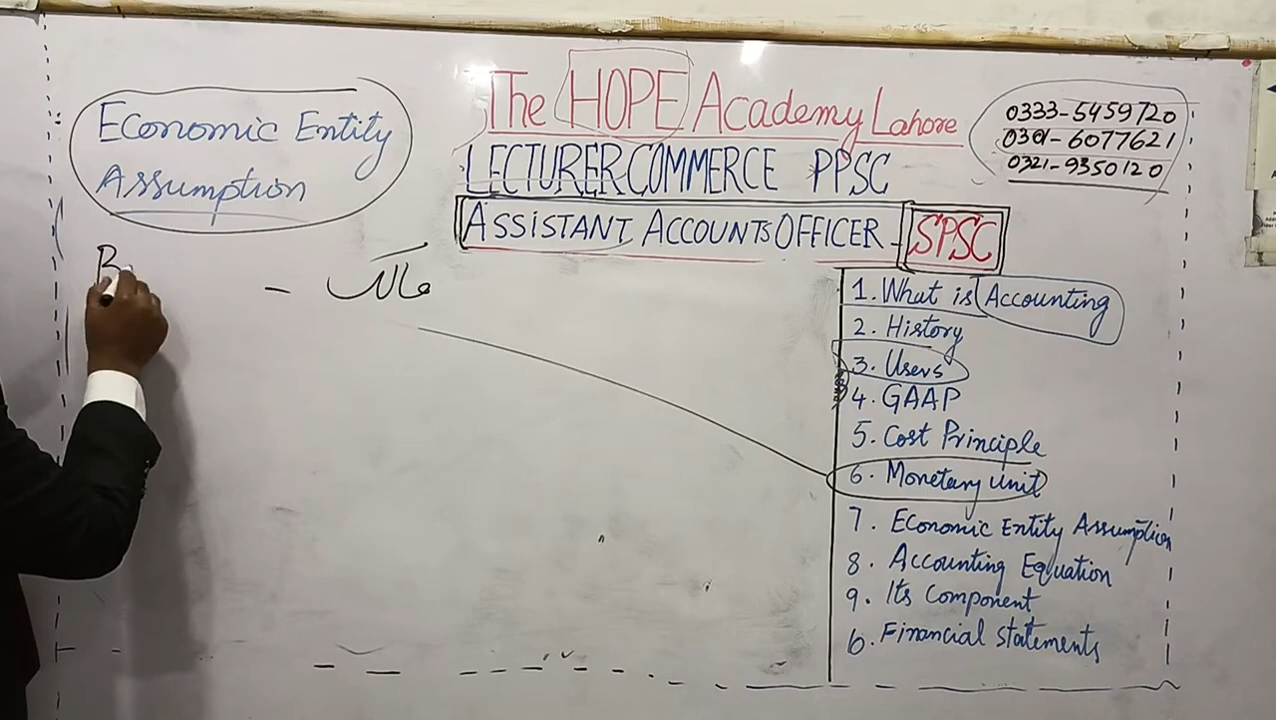 The HOPE Academy Lahore
LECTURER COMMERCE PPSC
ASSISTANT ACCOUNTS OFFICER - SPSC
0333-5459720
0301-6077621
0321-9350120
Economic Entity
Assumption
B
- مالک
1. What is Accounting
2. History
3. Users
4. GAAP
5. Cost Principle
6. Monetary Unit
7. Economic Entity Assumption
8. Accounting Equation
9. Its Component
6. Financial Statements